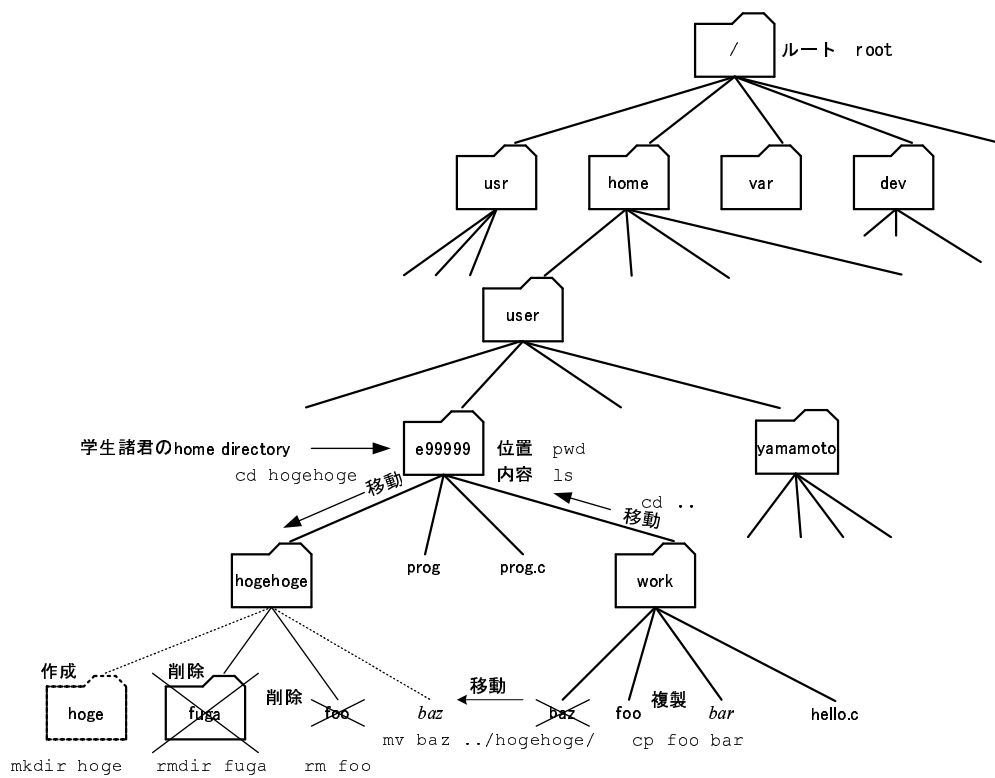 / ルート root
usr home var dev
user
学生諸君のhome directory e99999 位置 pwd
yamamoto
cd hogehoge 移動 内容 ls
cd ..
移動
hogehoge prog prog.c work
作成 削除 削除 移動 複製
hoge fuga foo baz baz foo bar hello.c
mv baz ../hogehoge/ cp foo bar
mkdir hoge rmdir fuga rm foo